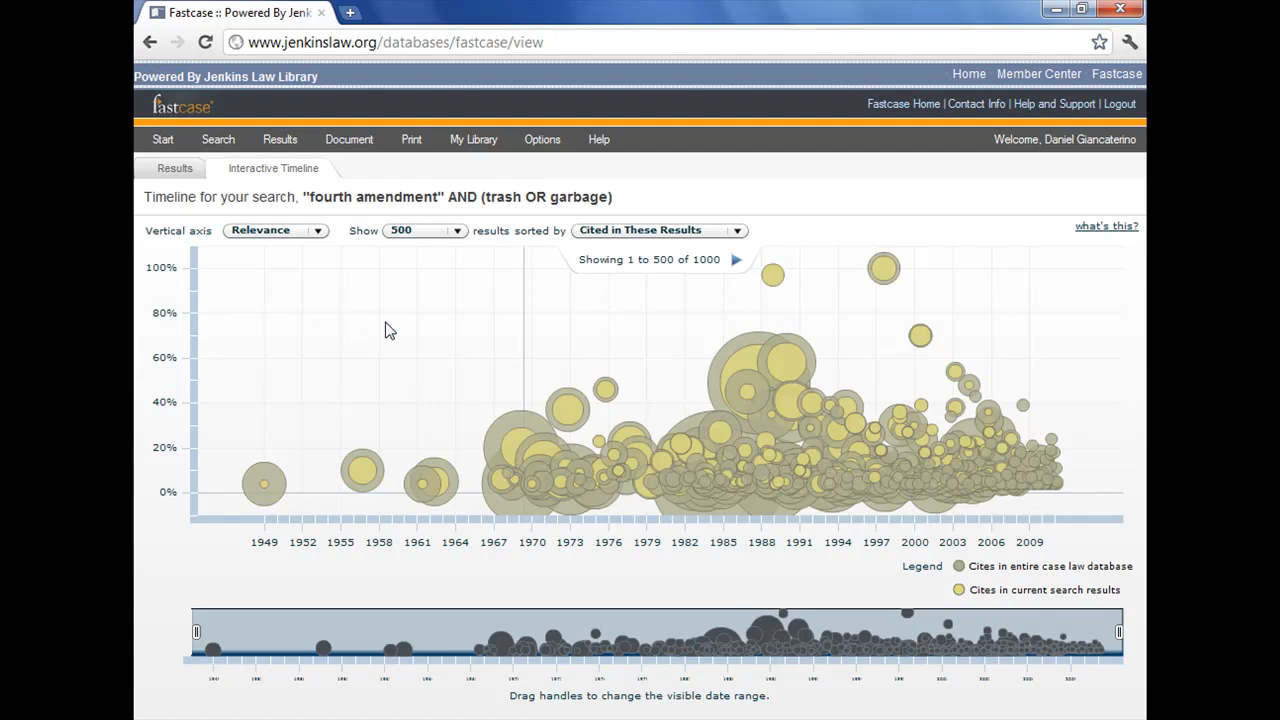 Fastcase :: Powered By Jenk
www.jenkinslaw.org/databases/fastcase/view
Powered By Jenkins Law Library
Home Member Center Fastcase
fastcase
Fastcase Home | Contact Info | Help and Support | Logout
Start Search Results Document Print My Library Options Help Welcome, Daniel Giancaterino
Results Interactive Timeline
Timeline for your search, "fourth amendment" AND (trash OR garbage)
Vertical axis Relevance Show 500 results sorted by Cited in These Results what's this?
Showing 1 to 500 of 1000
100%
80%
60%
40%
20%
0%
1949 1952 1955 1958 1961 1964 1967 1970 1973 1976 1979 1982 1985 1988 1991 1994 1997 2000 2003 2006 2009
Legend Cites in entire case law database
Cites in current search results
Drag handles to change the visible date range.